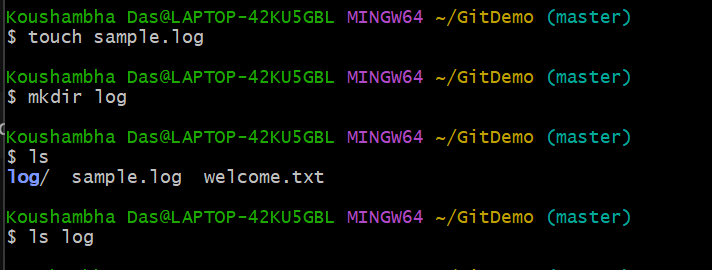 Koushambha Das@LAPTOP-42KU5GBL MINGW64 ~/GitDemo (master)
$ touch sample.log
Koushambha Das@LAPTOP-42KU5GBL MINGW64 ~/GitDemo (master)
$ mkdir log
Koushambha Das@LAPTOP-42KU5GBL MINGW64 ~/GitDemo (master)
$ ls
log/  sample.log  welcome.txt
Koushambha Das@LAPTOP-42KU5GBL MINGW64 ~/GitDemo (master)
$ ls log